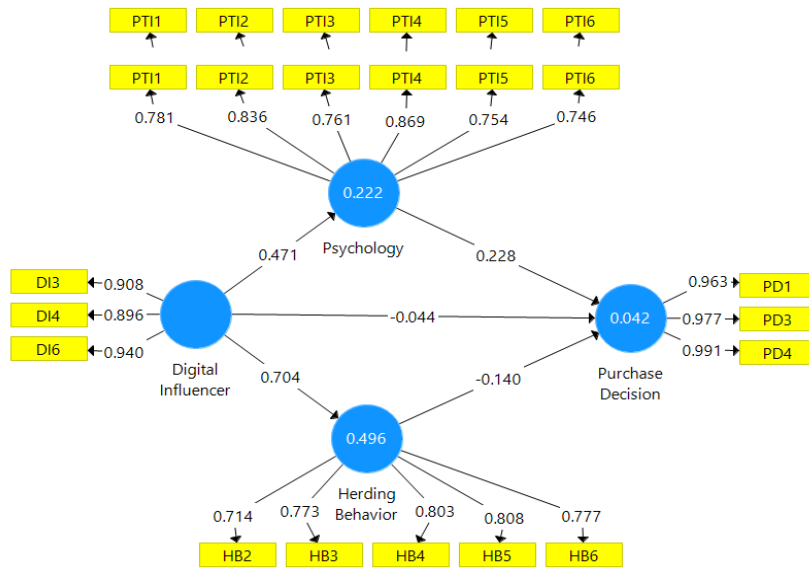 PTI1 PTI2 PTI3 PTI4 PTI5 PTI6
PTI1 PTI2 PTI3 PTI4 PTI5 PTI6
0.781 0.836 0.761 0.869 0.754 0.746
0.222
Psychology
0.471
0.228
DI3
0.908
DI4
0.896
DI6
0.940
Digital
Influencer
-0.044
0.042
Purchase
Decision
0.963
PD1
0.977
PD3
0.991
PD4
0.704
-0.140
0.496
Herding
Behavior
0.714 0.773 0.803 0.808 0.777
HB2 HB3 HB4 HB5 HB6